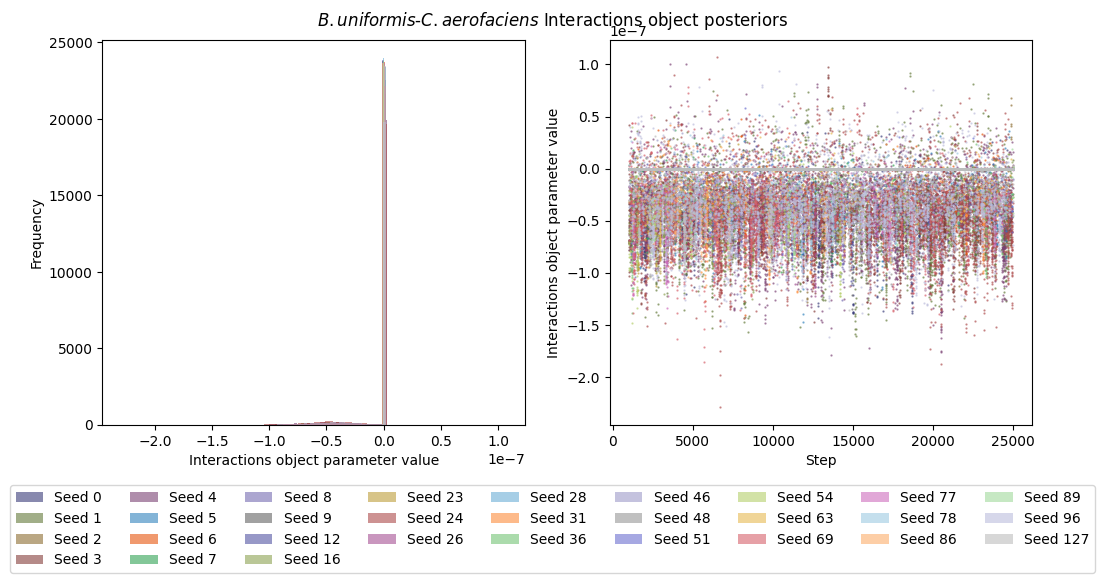 B.uniformis-C.aerofaciens Interactions object posteriors
25000
20000
15000
10000
5000
0
Frequency
−2.0 −1.5 −1.0 −0.5 0.0 0.5 1.0
1e−7
Interactions object parameter value
1e−7
1.0
0.5
0.0
−0.5
−1.0
−1.5
−2.0
Interactions object parameter value
0 5000 10000 15000 20000 25000
Step
Seed 0 Seed 4 Seed 8 Seed 23 Seed 28 Seed 46 Seed 54 Seed 77 Seed 89
Seed 1 Seed 5 Seed 9 Seed 24 Seed 31 Seed 48 Seed 63 Seed 78 Seed 96
Seed 2 Seed 6 Seed 12 Seed 26 Seed 36 Seed 51 Seed 69 Seed 86 Seed 127
Seed 3 Seed 7 Seed 16